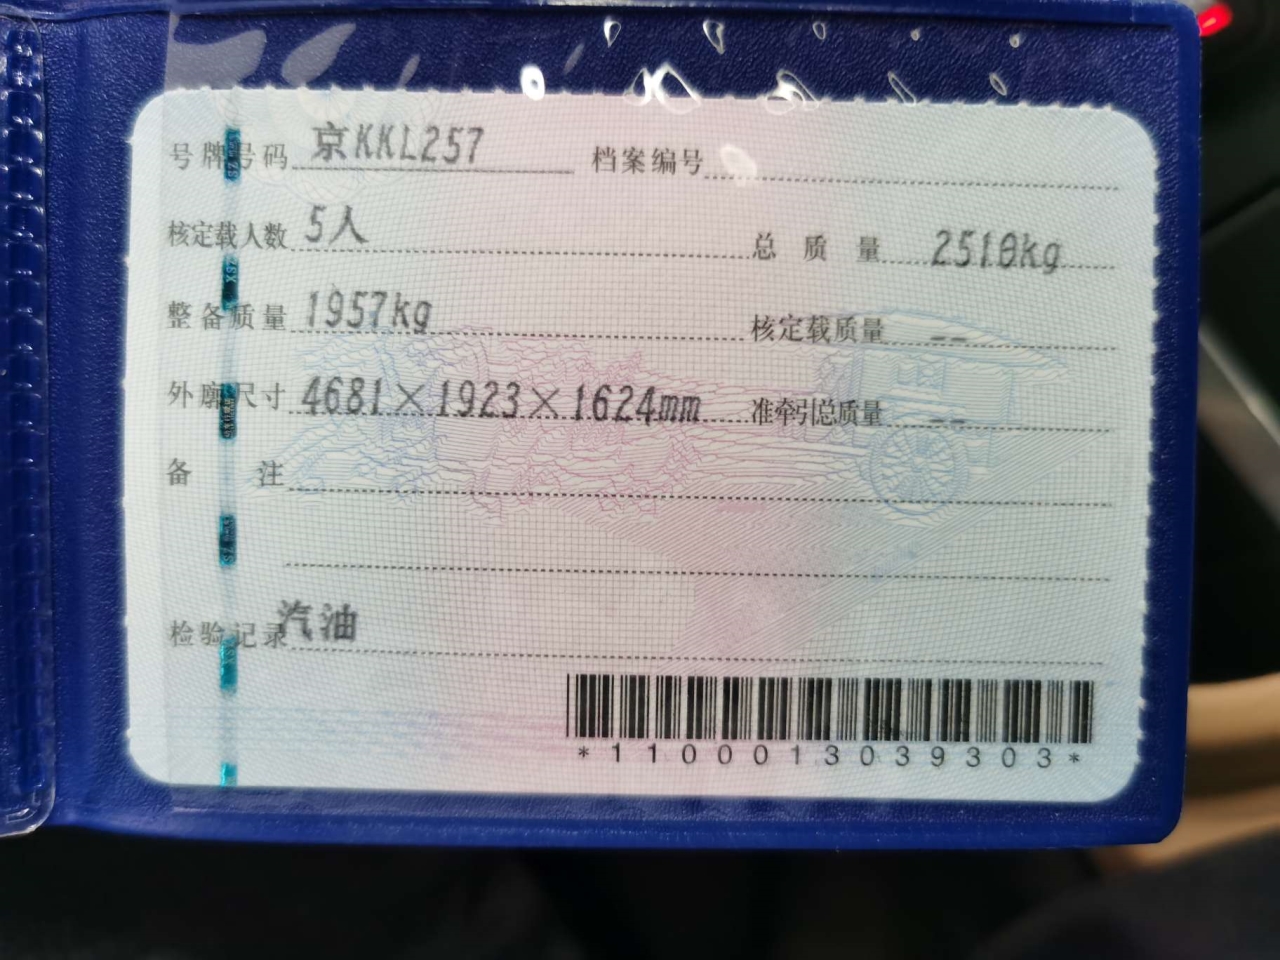 号牌号码 京KKL257 档案编号
核定载人数 5人 总质量 2510kg
整备质量 1957kg 核定载质量 --
外廓尺寸 4681×1923×1624mm 准牵引总质量 --
备注
检验记录 汽油
*1100013039303*